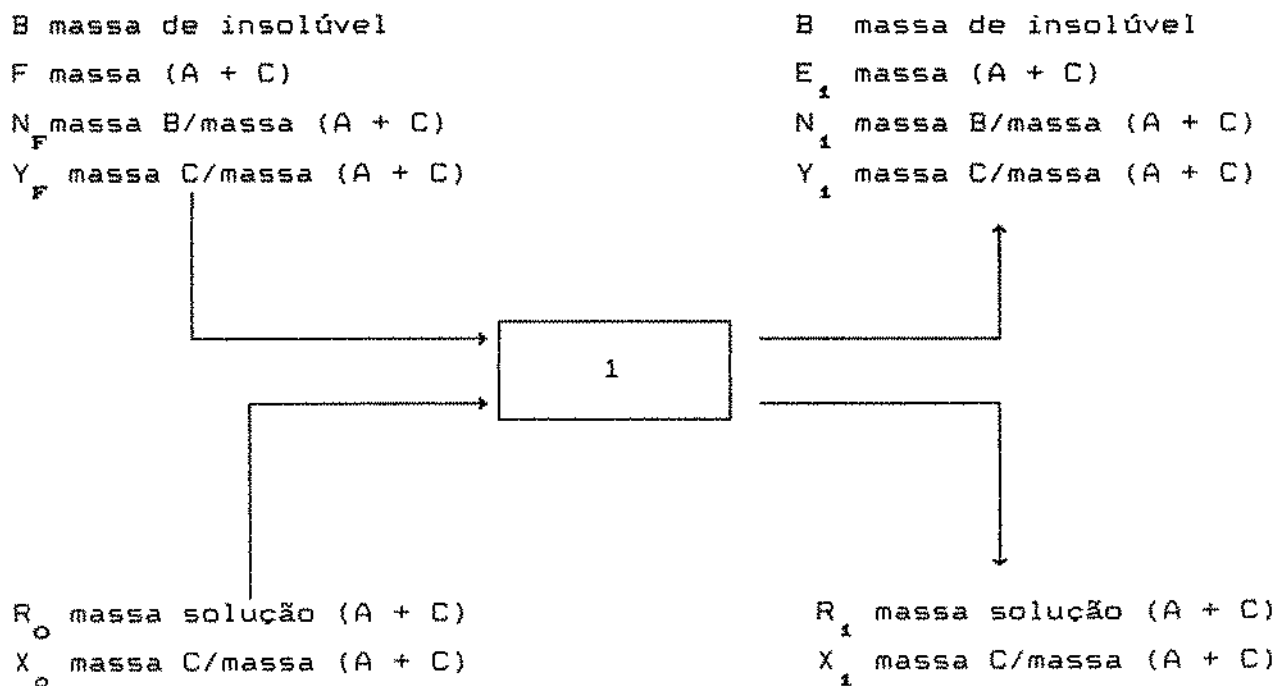 B massa de insolúvel
F massa (A + C)
N_F massa B/massa (A + C)
Y_F massa C/massa (A + C)
B massa de insolúvel
E_1 massa (A + C)
N_1 massa B/massa (A + C)
Y_1 massa C/massa (A + C)
1
R_o massa solução (A + C)
X_o massa C/massa (A + C)
R_1 massa solução (A + C)
X_1 massa C/massa (A + C)